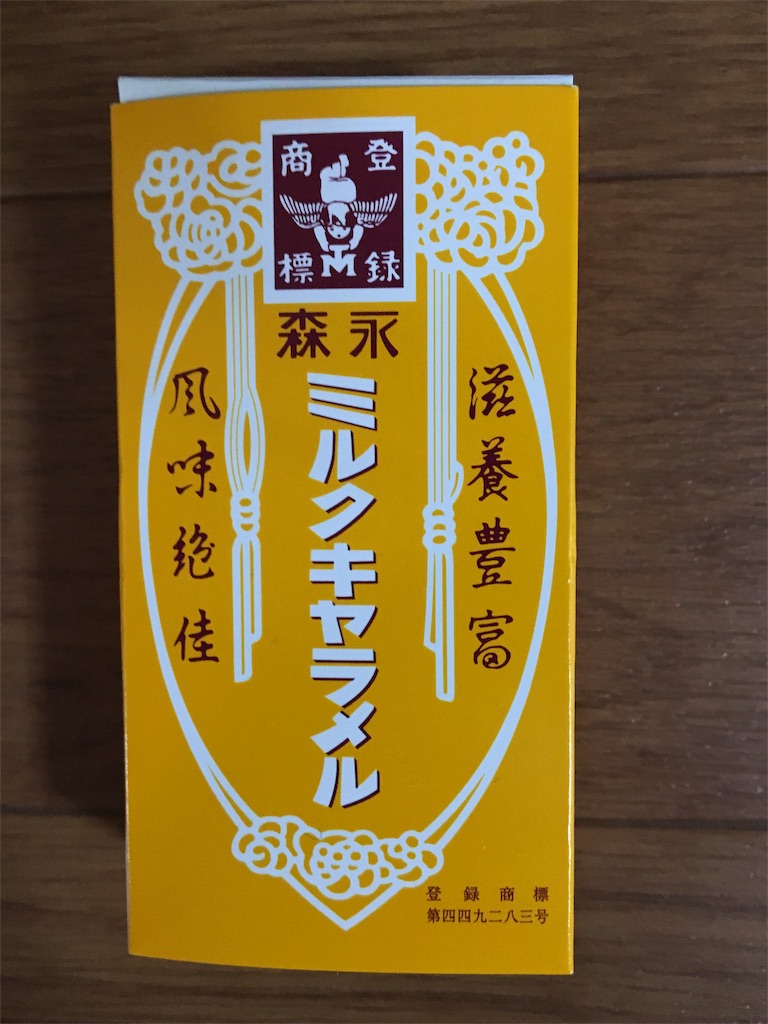 登録
商標
TM
森永
ミルクキャラメル
滋養豊富
風味絶佳
登録商標
第四四九二八三号